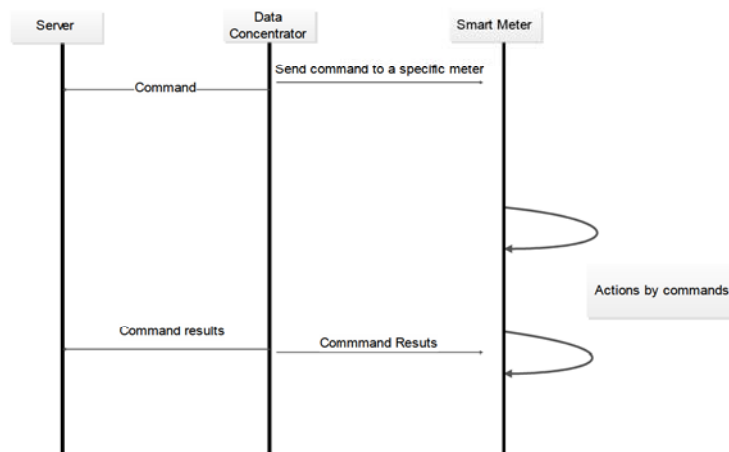 Server
Data
Concentrator
Smart Meter
Send command to a specific meter
Command
Actions by commands
Command results
Commmand Resuts